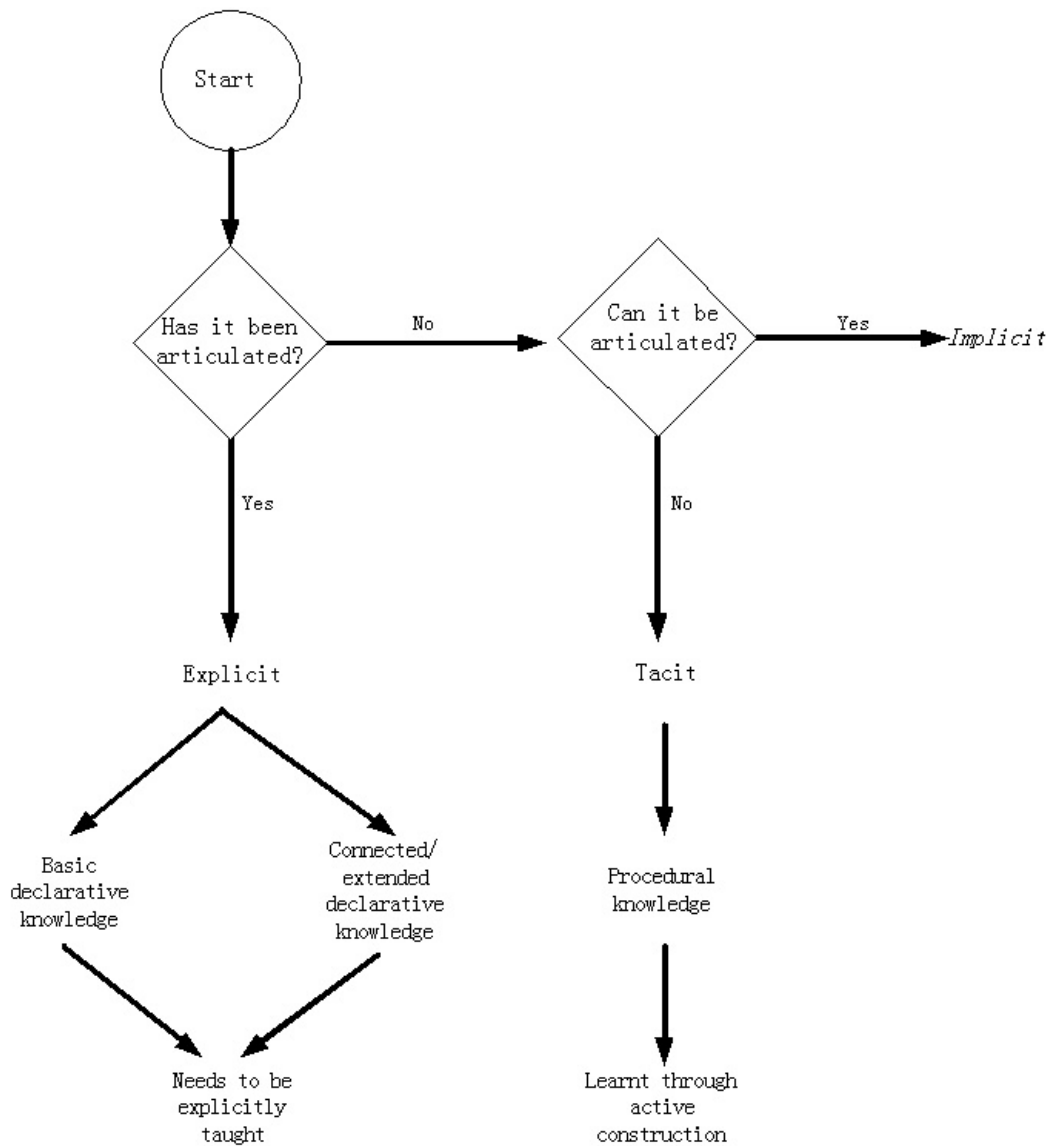 Start
Has it been
articulated?
No
Can it be
articulated?
Yes
Implicit
Yes
No
Explicit
Tacit
Basic
declarative
knowledge
Connected/
extended
declarative
knowledge
Procedural
knowledge
Needs to be
explicitly
taught
Learnt through
active
construction